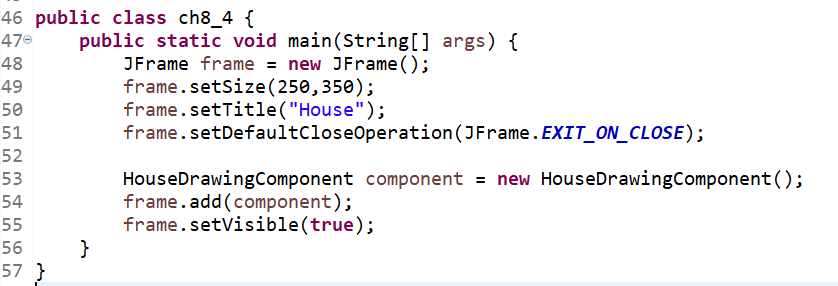 46 public class ch8_4 {
47 public static void main(String[] args) {
48 JFrame frame = new JFrame();
49 frame.setSize(250,350);
50 frame.setTitle("House");
51 frame.setDefaultCloseOperation(JFrame.EXIT_ON_CLOSE);
52
53 HouseDrawingComponent component = new HouseDrawingComponent();
54 frame.add(component);
55 frame.setVisible(true);
56 }
57 }